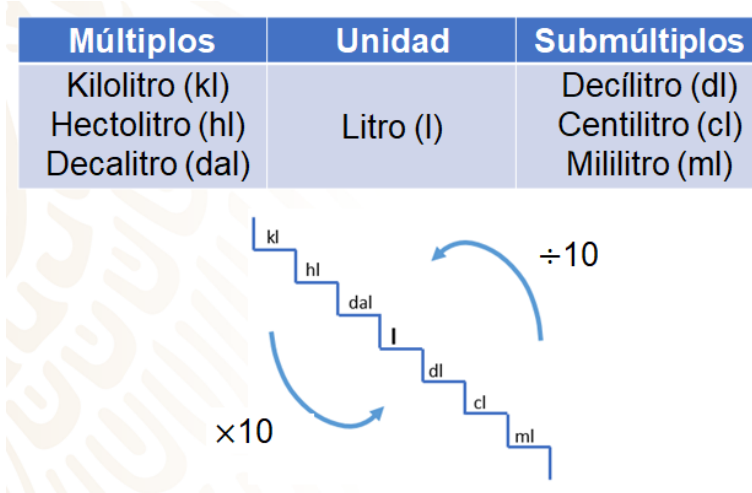 Múltiplos Unidad Submúltiplos
Kilolitro (kl)
Hectolitro (hl)
Decalitro (dal)
Litro (l)
Decílitro (dl)
Centilitro (cl)
Mililitro (ml)
kl
hl
dal
l
dl
cl
ml
÷10
×10